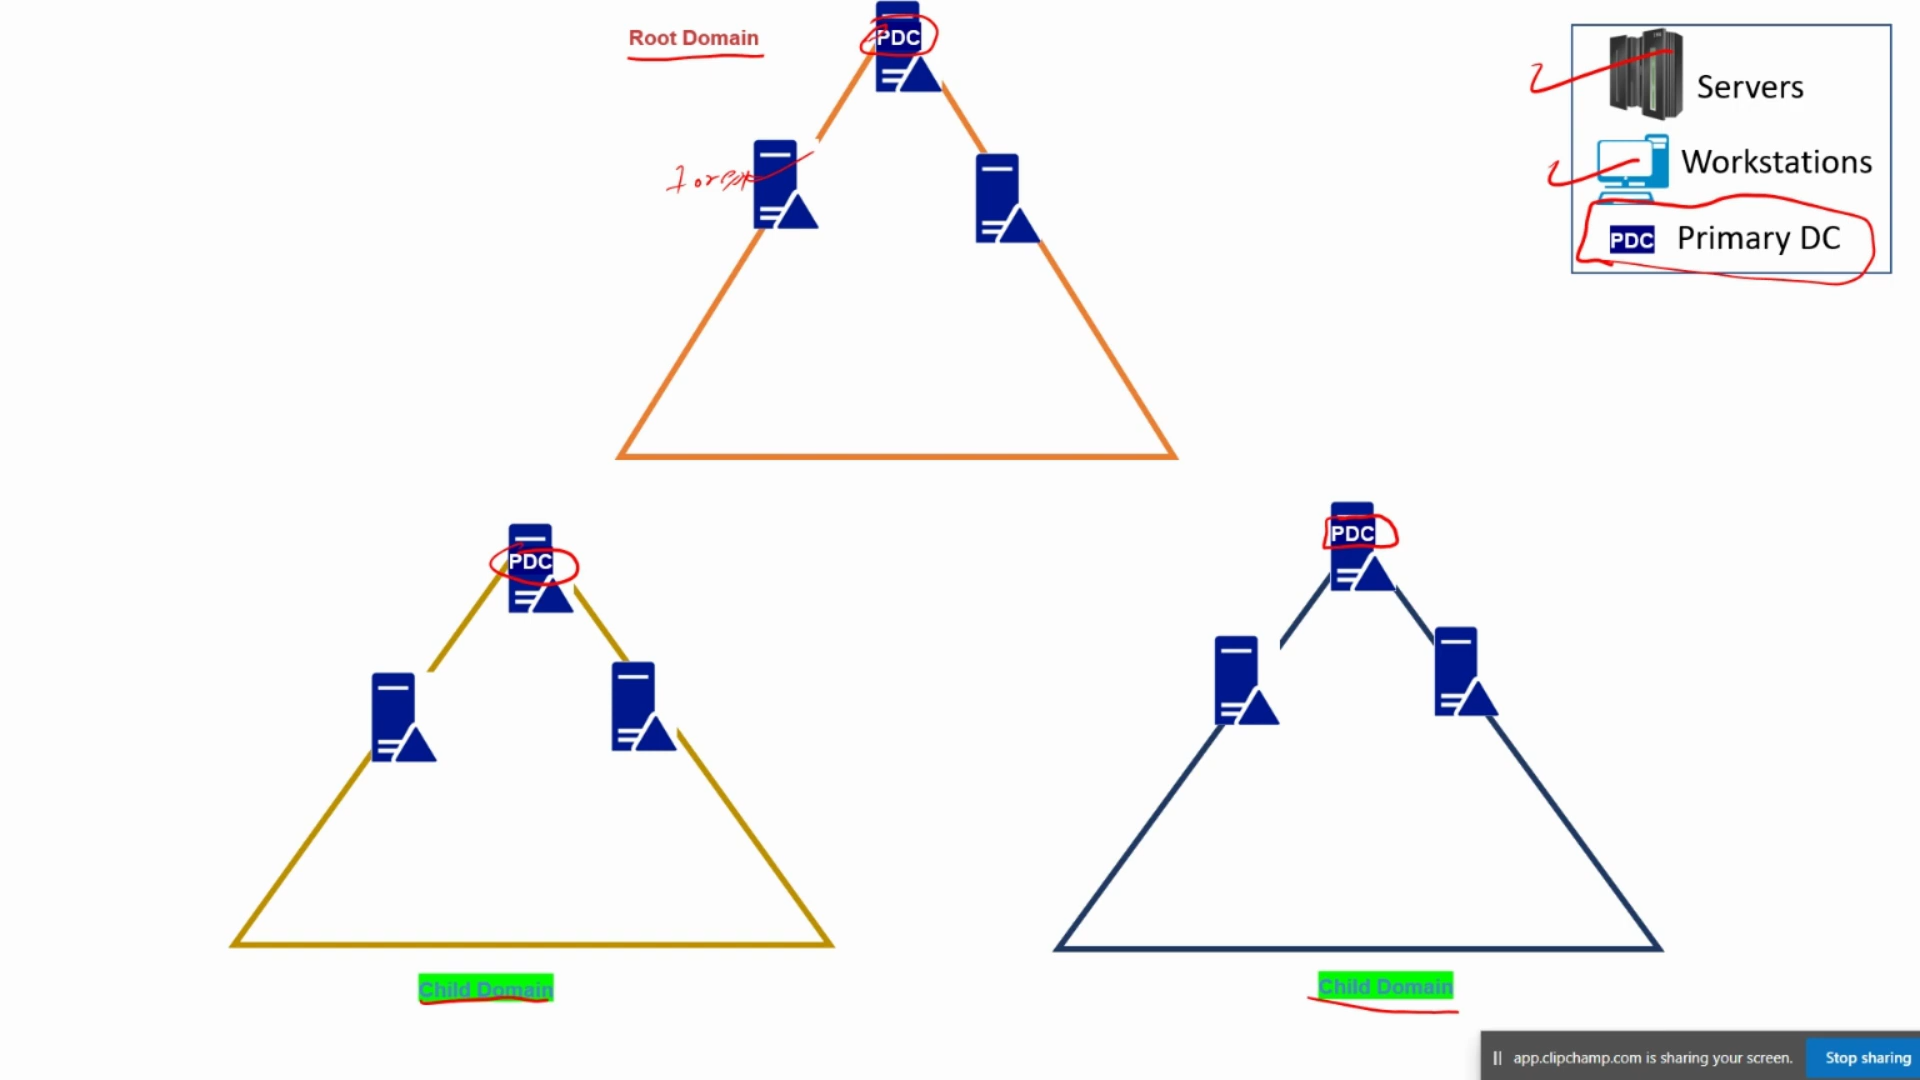 Root Domain
PDC
Servers
Workstations
PDC Primary DC
PDC
PDC
Child Domain
Child Domain
app.clipchamp.com is sharing your screen.
Stop sharing